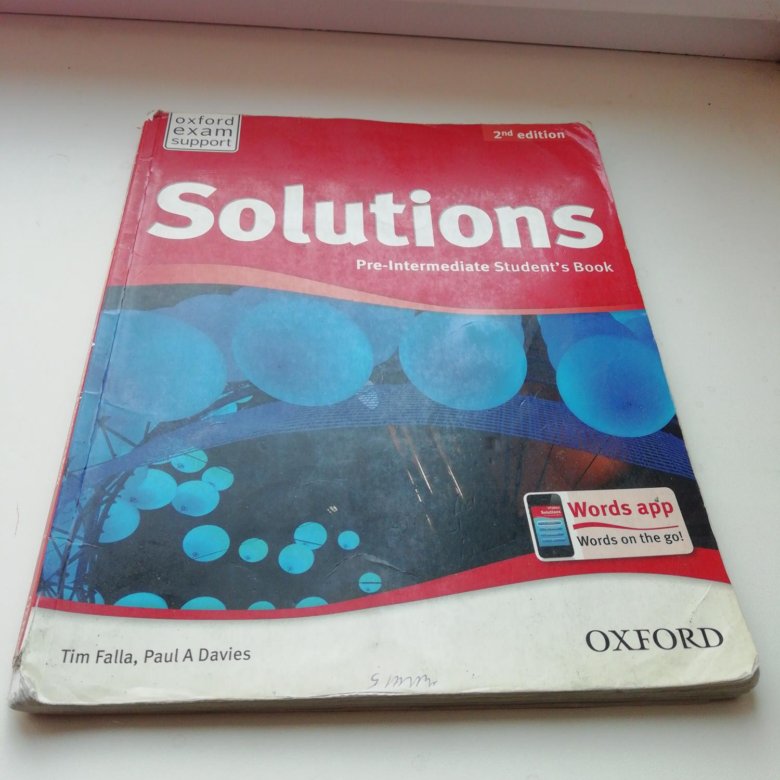 oxford
exam
support
2nd edition
Solutions
Pre-Intermediate Student's Book
Solutions
Words app
Words on the go!
Tim Falla, Paul A Davies
OXFORD